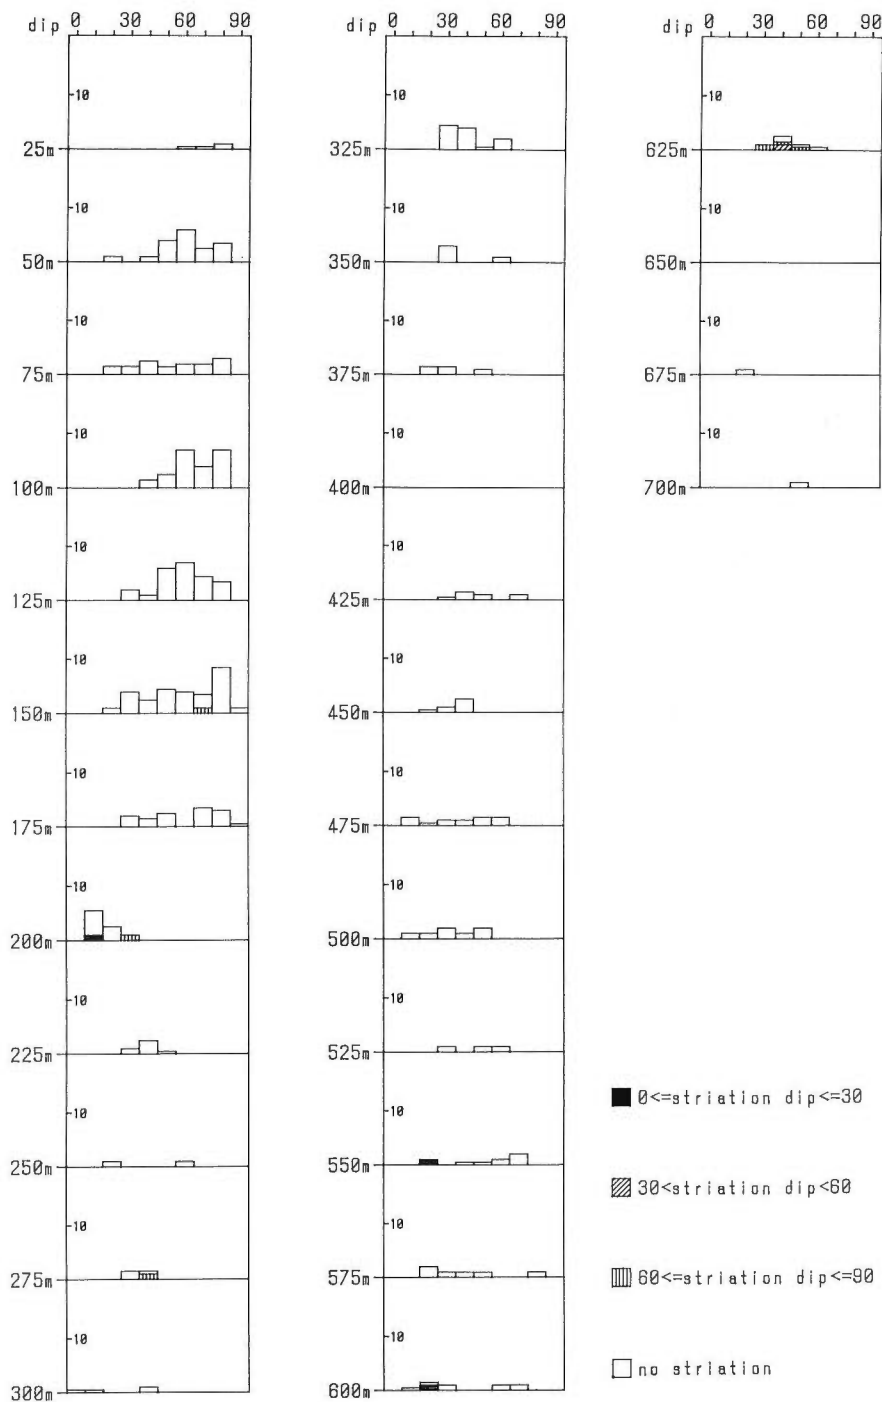 dip 0 30 60 90
10
25m
10
50m
10
75m
10
100m
10
125m
10
150m
10
175m
10
200m
10
225m
10
250m
10
275m
10
300m
dip 0 30 60 90
10
325m
10
350m
10
375m
10
400m
10
425m
10
450m
10
475m
10
500m
10
525m
10
550m
10
575m
10
600m
dip 0 30 60 90
10
625m
10
650m
10
675m
10
700m
0<=striation dip<=30
30<striation dip<60
60<=striation dip<=90
no striation